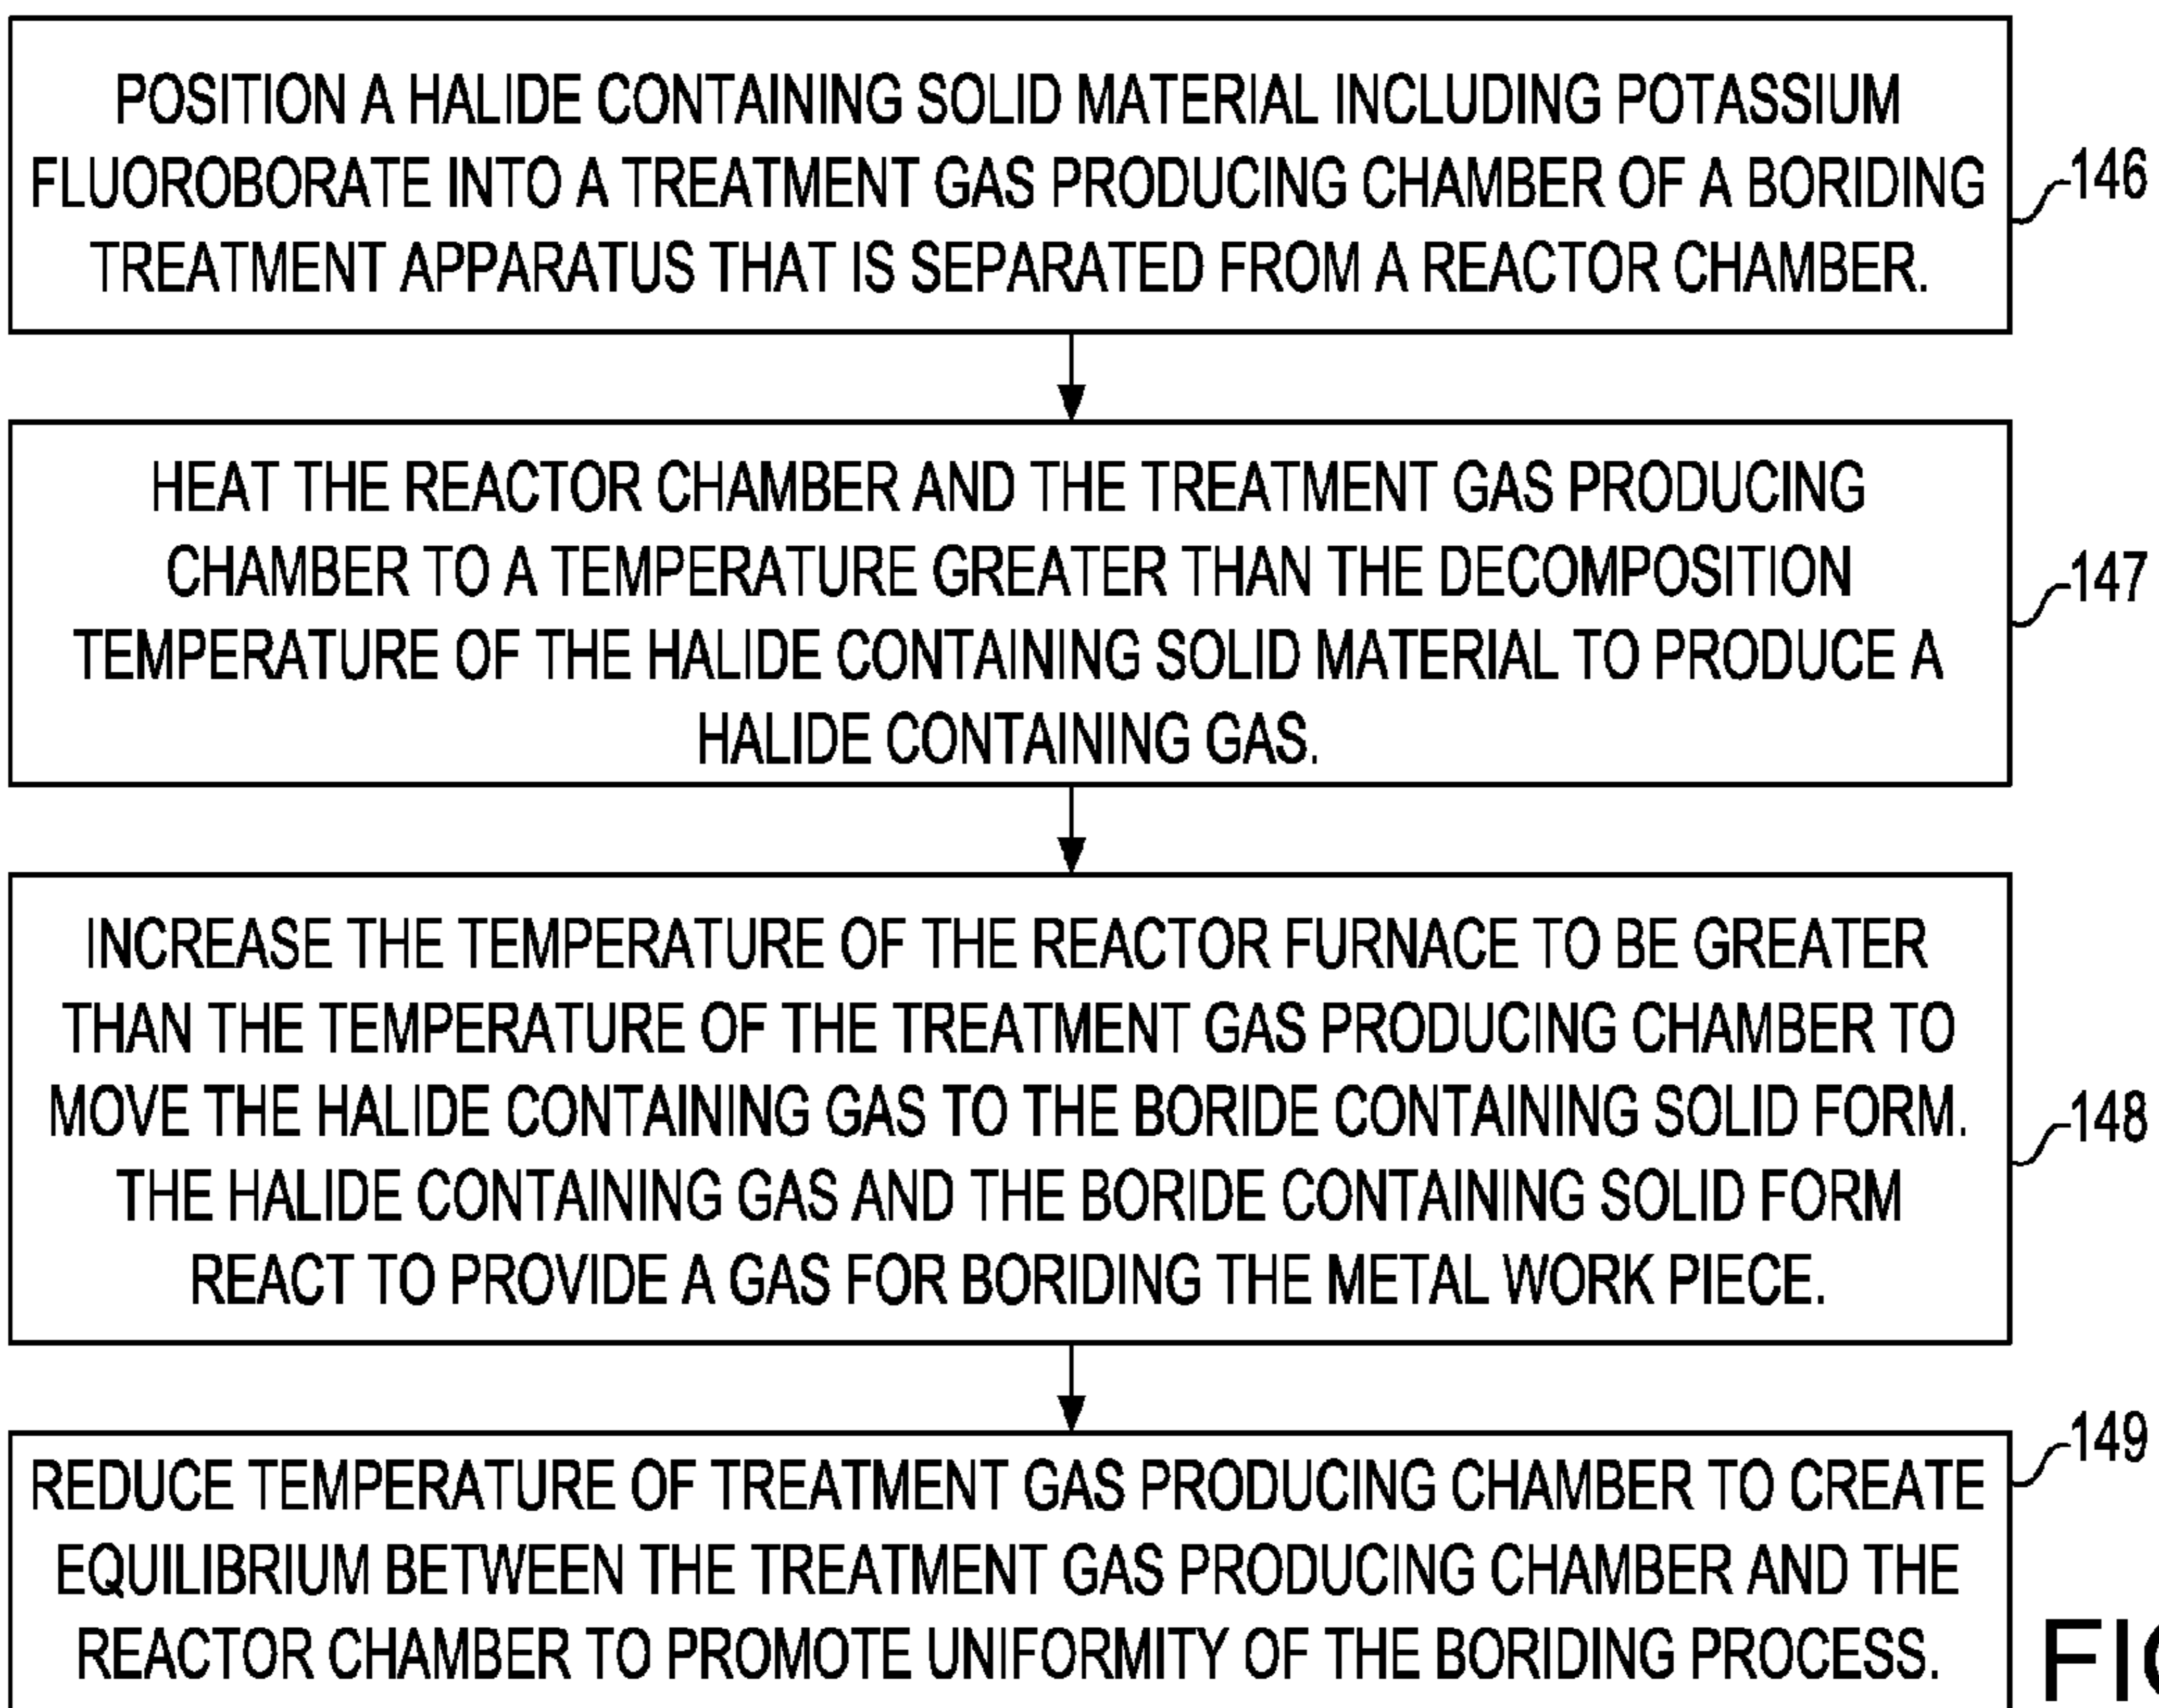 POSITION A HALIDE CONTAINING SOLID MATERIAL INCLUDING POTASSIUM
FLUOROBORATE INTO A TREATMENT GAS PRODUCING CHAMBER OF A BORIDING
TREATMENT APPARATUS THAT IS SEPARATED FROM A REACTOR CHAMBER.
146
HEAT THE REACTOR CHAMBER AND THE TREATMENT GAS PRODUCING
CHAMBER TO A TEMPERATURE GREATER THAN THE DECOMPOSITION
TEMPERATURE OF THE HALIDE CONTAINING SOLID MATERIAL TO PRODUCE A
HALIDE CONTAINING GAS.
147
INCREASE THE TEMPERATURE OF THE REACTOR FURNACE TO BE GREATER
THAN THE TEMPERATURE OF THE TREATMENT GAS PRODUCING CHAMBER TO
MOVE THE HALIDE CONTAINING GAS TO THE BORIDE CONTAINING SOLID FORM.
THE HALIDE CONTAINING GAS AND THE BORIDE CONTAINING SOLID FORM
REACT TO PROVIDE A GAS FOR BORIDING THE METAL WORK PIECE.
148
REDUCE TEMPERATURE OF TREATMENT GAS PRODUCING CHAMBER TO CREATE
EQUILIBRIUM BETWEEN THE TREATMENT GAS PRODUCING CHAMBER AND THE
REACTOR CHAMBER TO PROMOTE UNIFORMITY OF THE BORIDING PROCESS.
149